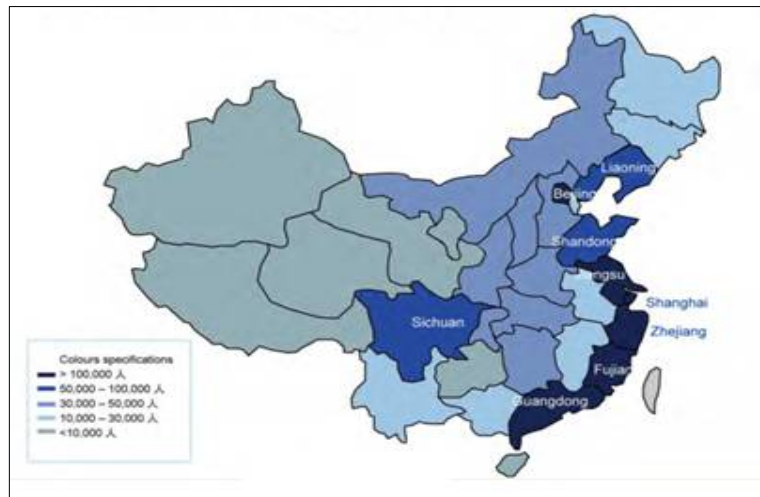 Liaoning
Beijing
Shandong
Jiangsu
Shanghai
Sichuan
Zhejiang
Fujian
Guangdong
Colours specifications
> 100,000 人
50,000 – 100,000 人
30,000 – 50,000 人
10,000 – 30,000 人
<10,000 人